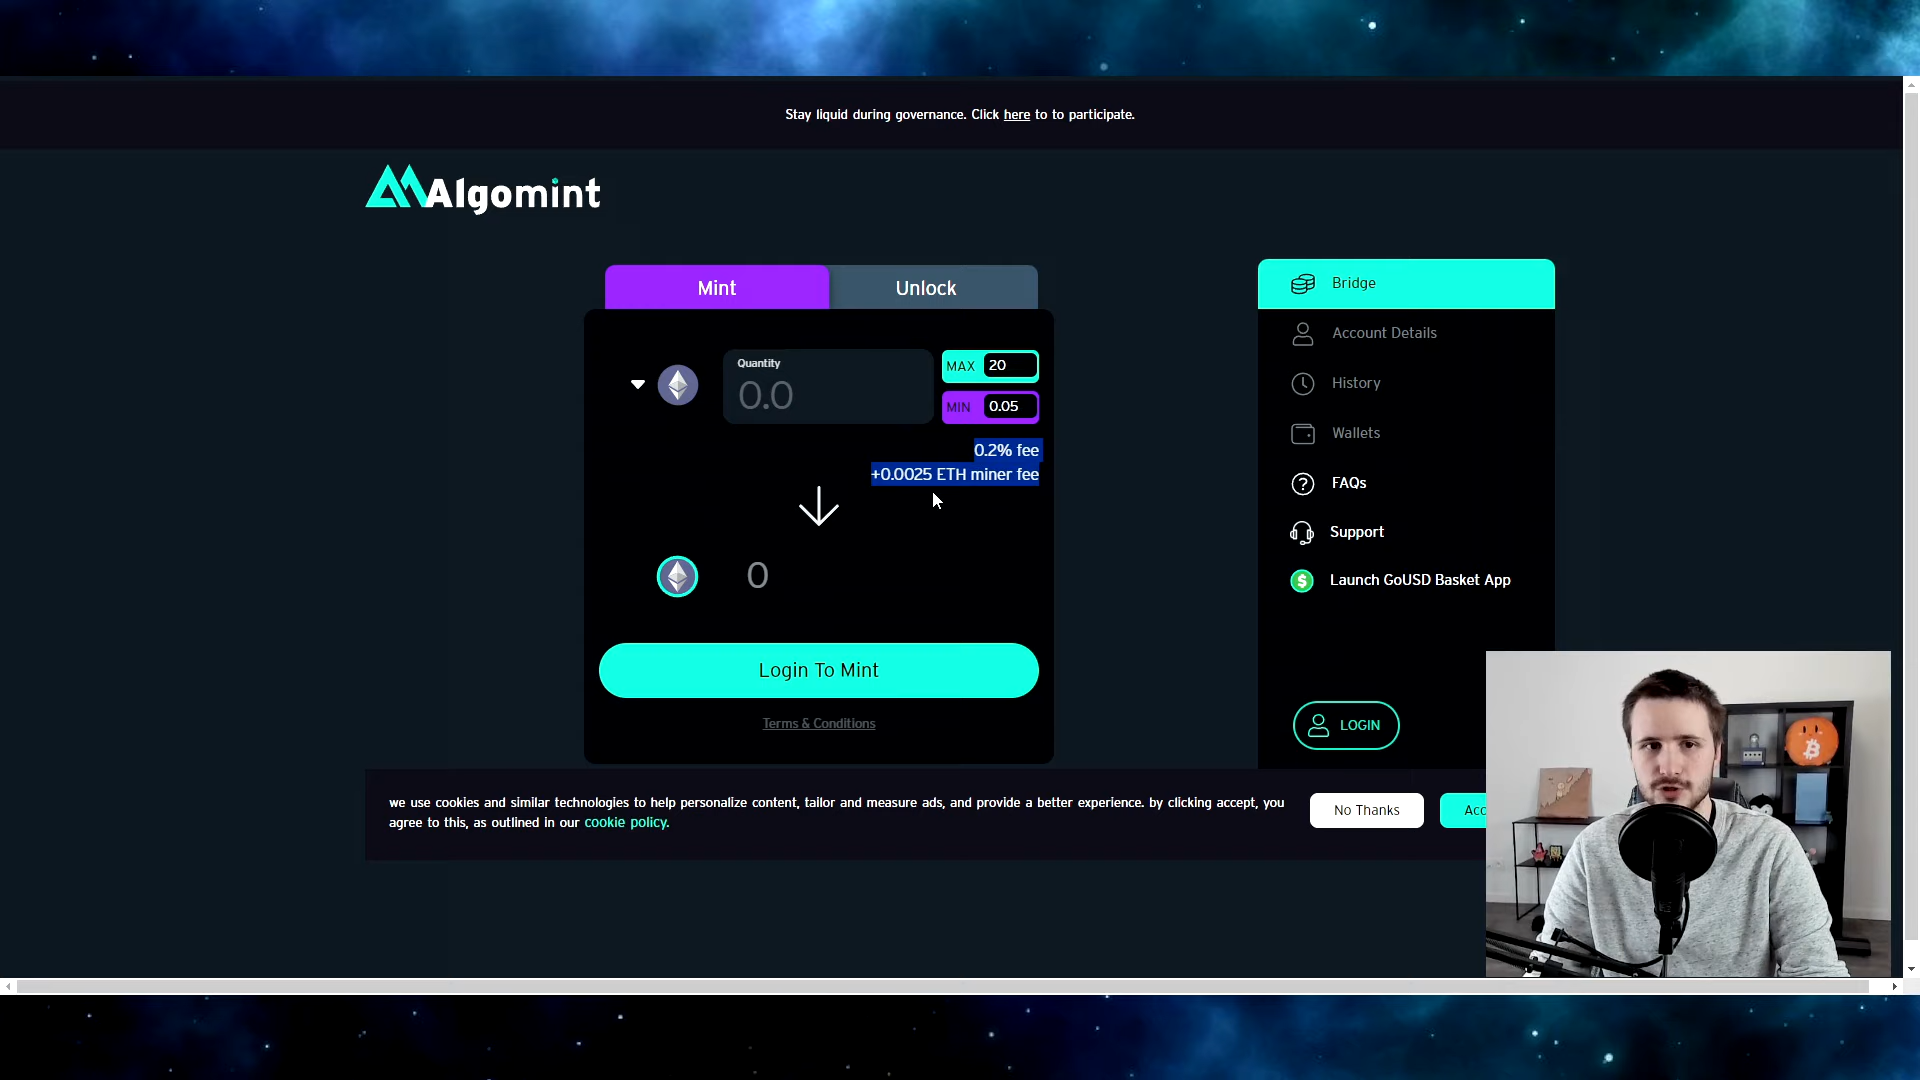 Stay liquid during governance. Click here to to participate.
Algomint
Mint
Unlock
Quantity
0.0
MAX 20
MIN 0.05
0.2% fee
+0.0025 ETH miner fee
0
Login To Mint
Terms & Conditions
Bridge
Account Details
History
Wallets
FAQs
Support
Launch GoUSD Basket App
LOGIN
we use cookies and similar technologies to help personalize content, tailor and measure ads, and provide a better experience. by clicking accept, you
agree to this, as outlined in our cookie policy.
No Thanks